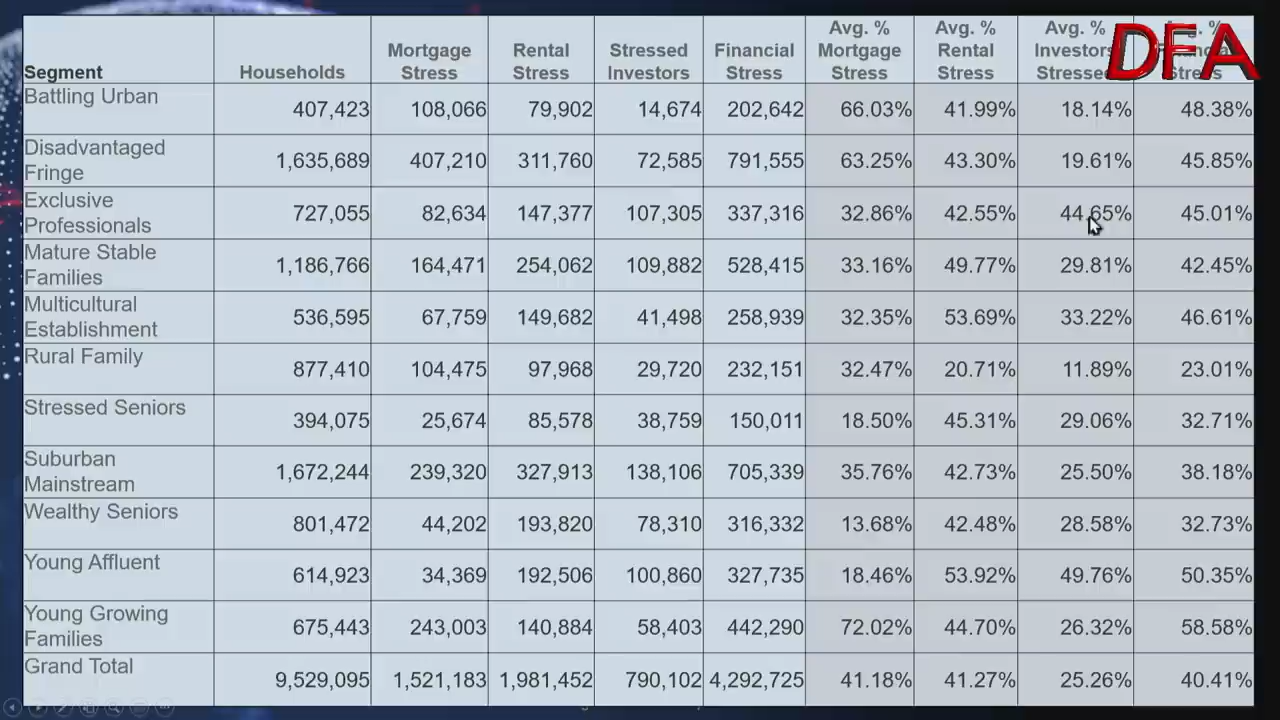 Segment Households Mortgage Stress Rental Stress Stressed Investors Financial Stress Avg. % Mortgage Stress Avg. % Rental Stress Avg. % Investors Stressed Avg. % Stress
DFA
Battling Urban 407,423 108,066 79,902 14,674 202,642 66.03% 41.99% 18.14% 48.38%
Disadvantaged Fringe 1,635,689 407,210 311,760 72,585 791,555 63.25% 43.30% 19.61% 45.85%
Exclusive Professionals 727,055 82,634 147,377 107,305 337,316 32.86% 42.55% 44.65% 45.01%
Mature Stable Families 1,186,766 164,471 254,062 109,882 528,415 33.16% 49.77% 29.81% 42.45%
Multicultural Establishment 536,595 67,759 149,682 41,498 258,939 32.35% 53.69% 33.22% 46.61%
Rural Family 877,410 104,475 97,968 29,720 232,151 32.47% 20.71% 11.89% 23.01%
Stressed Seniors 394,075 25,674 85,578 38,759 150,011 18.50% 45.31% 29.06% 32.71%
Suburban Mainstream 1,672,244 239,320 327,913 138,106 705,339 35.76% 42.73% 25.50% 38.18%
Wealthy Seniors 801,472 44,202 193,820 78,310 316,332 13.68% 42.48% 28.58% 32.73%
Young Affluent 614,923 34,369 192,506 100,860 327,735 18.46% 53.92% 49.76% 50.35%
Young Growing Families 675,443 243,003 140,884 58,403 442,290 72.02% 44.70% 26.32% 58.58%
Grand Total 9,529,095 1,521,183 1,981,452 790,102 4,292,725 41.18% 41.27% 25.26% 40.41%